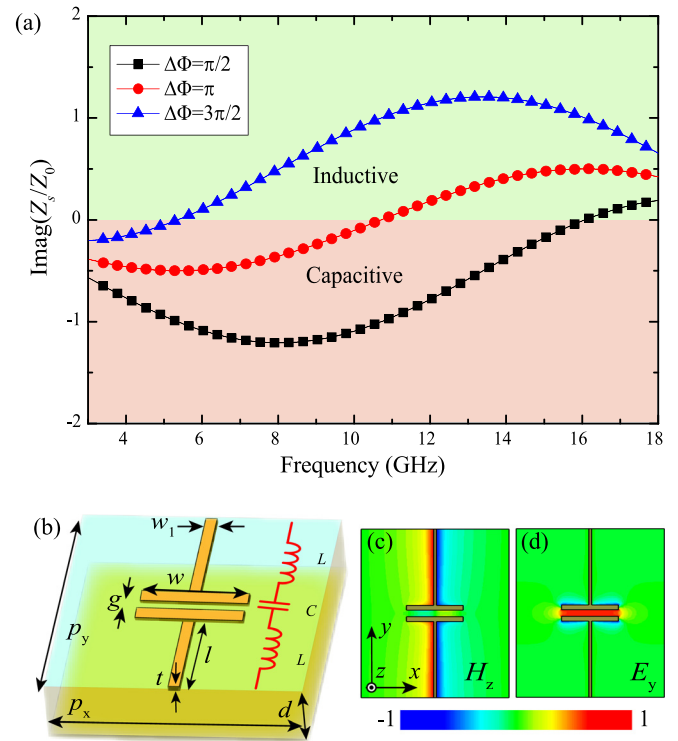 (a)
2
1
0
-1
-2
Imag(Zs/Z0)
ΔΦ=π/2
ΔΦ=π
ΔΦ=3π/2
Inductive
Capacitive
4 6 8 10 12 14 16 18
Frequency (GHz)
(b)
w1
w
g
l
t
py
px
d
L
C
L
(c)
y
z
x
Hz
(d)
Ey
-1 1